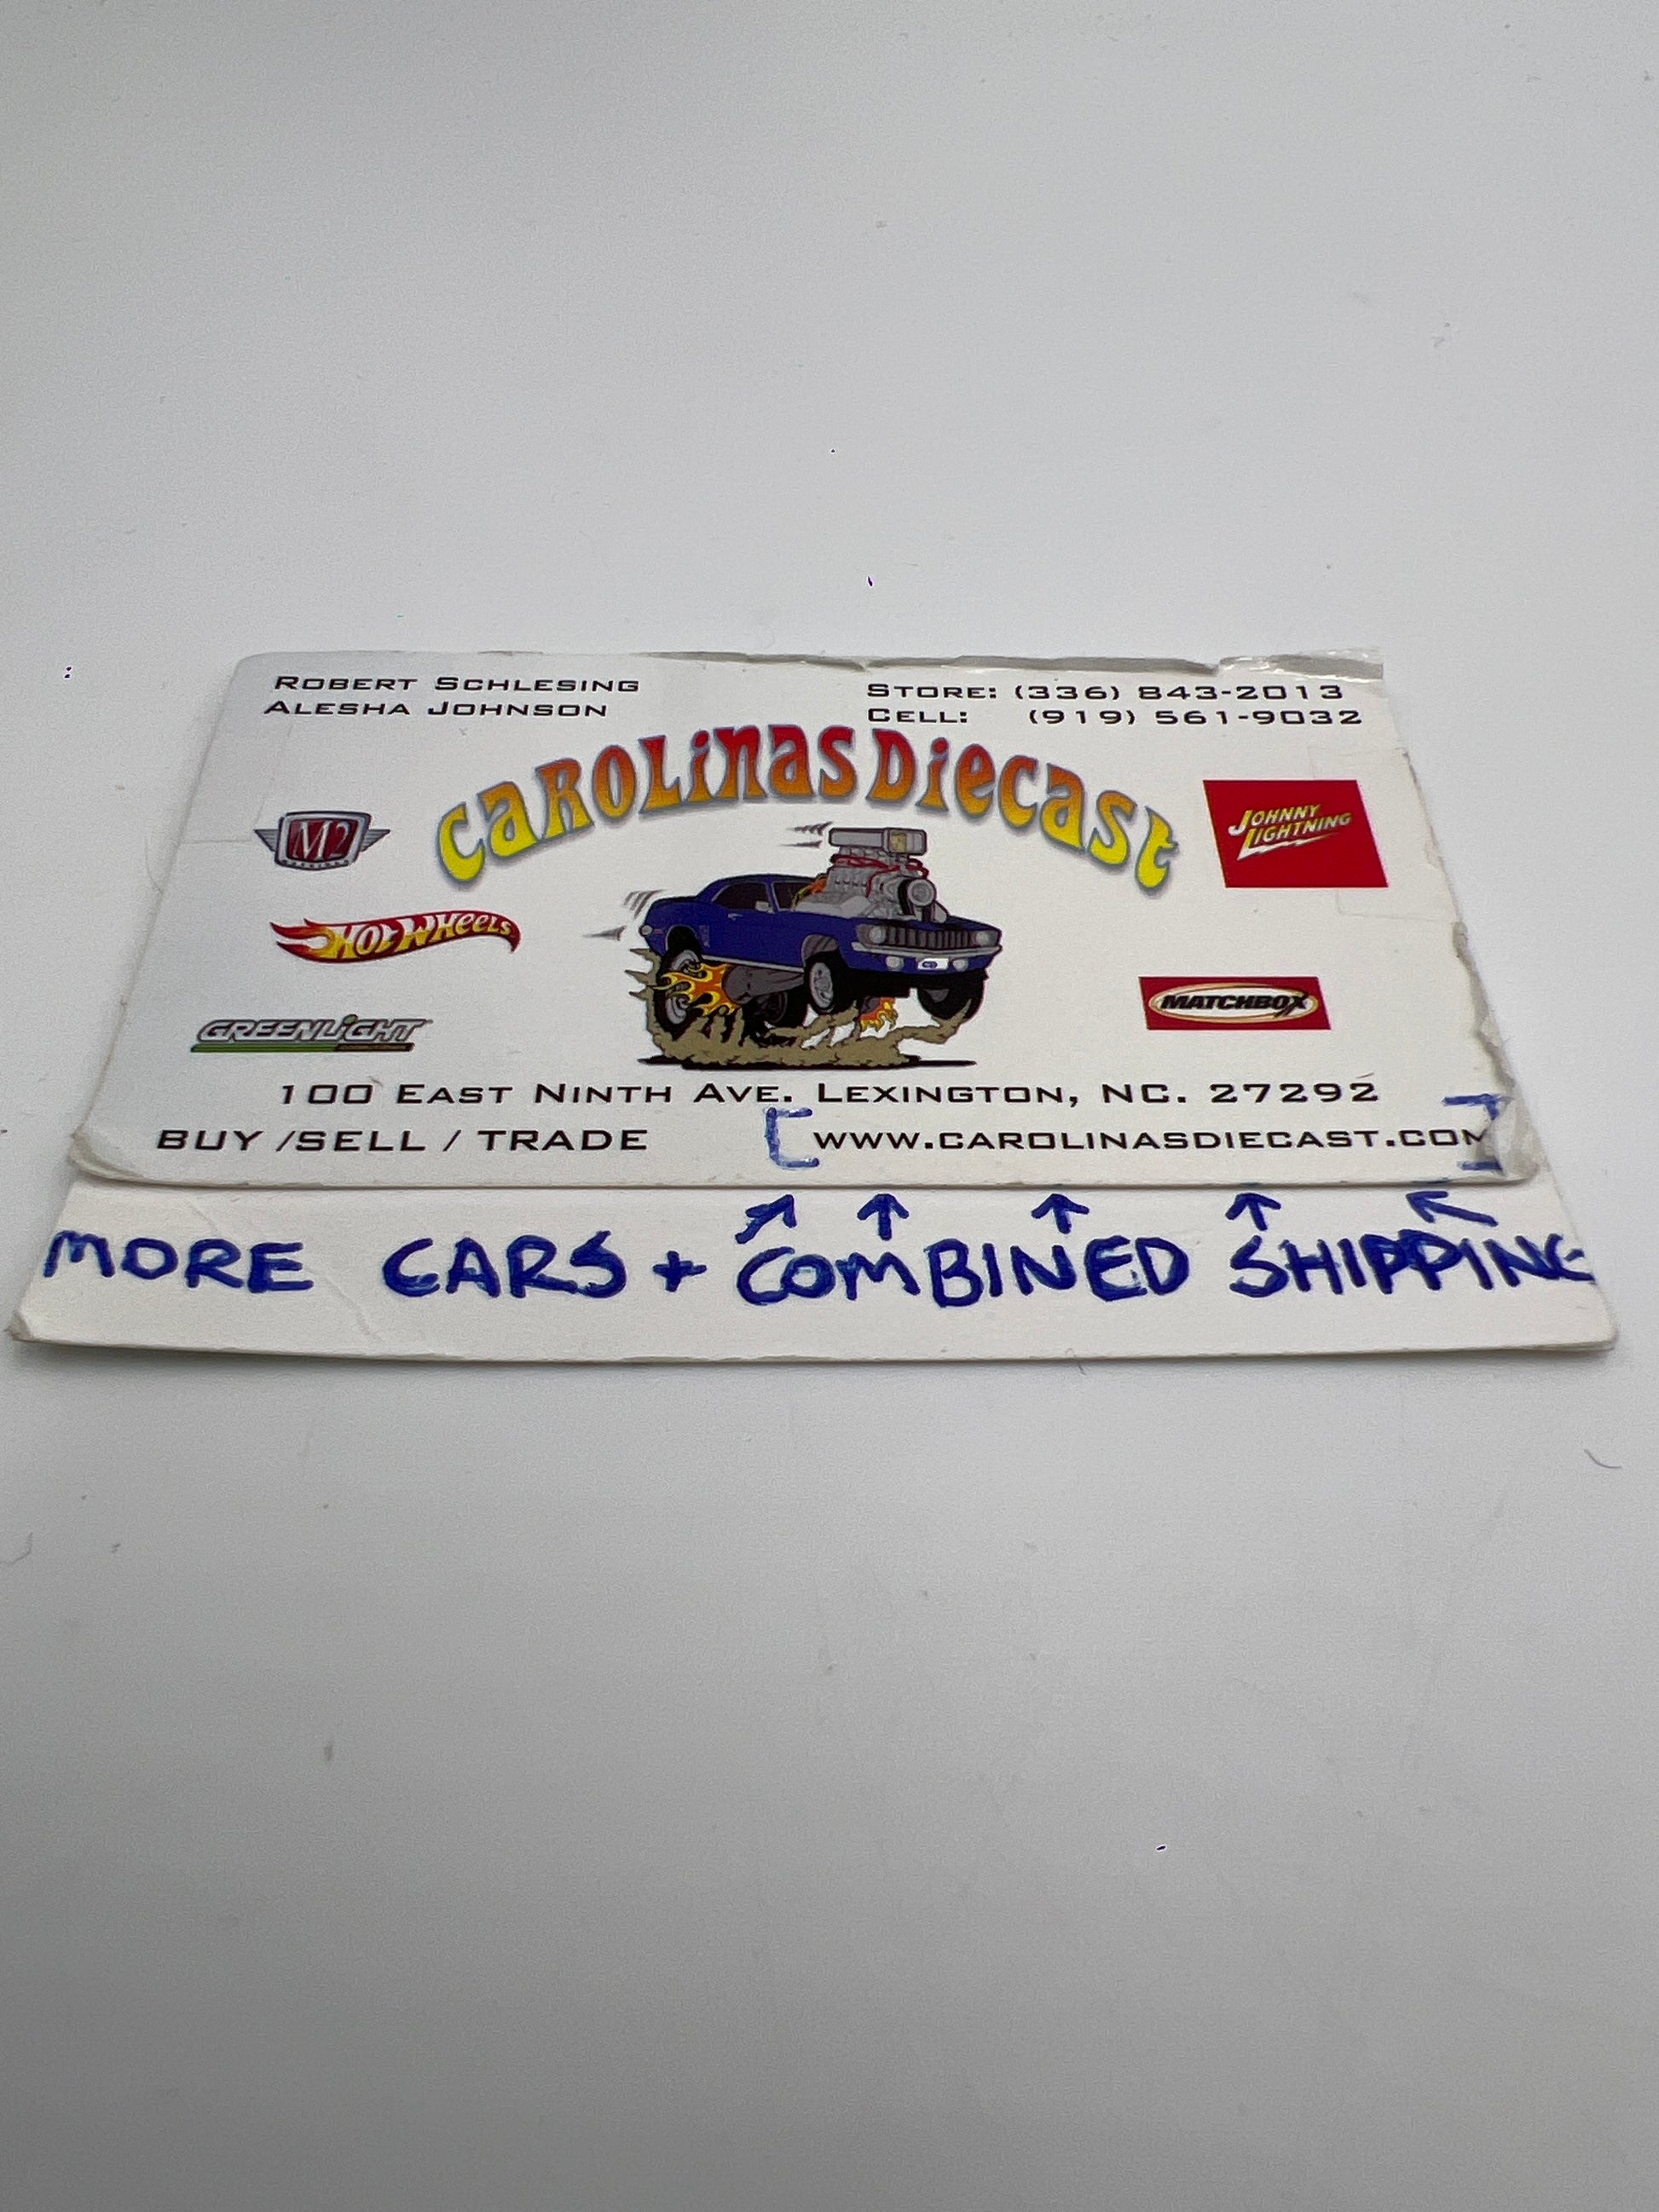 ROBERT SCHLESING
ALESHA JOHNSON
STORE: (336) 843-2013
CELL: (919) 561-9032
CAROLINAS DIECAST
M2
JOHNNY LIGHTNING
HOT WHEELS
MATCHBOX
GREENLIGHT
100 EAST NINTH AVE. LEXINGTON, NC. 27292
BUY /SELL / TRADE
[WWW.CAROLINASDIECAST.COM]
MORE CARS + COMBINED SHIPPING